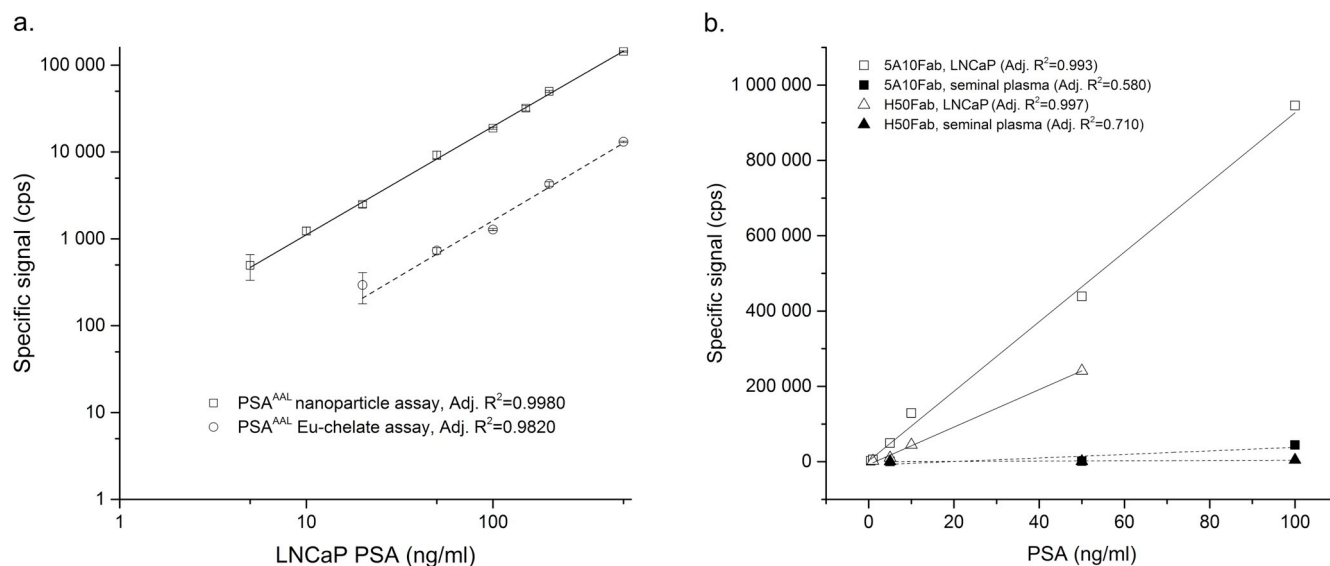 a.
100 000
10 000
1 000
100
10
1
Specific signal (cps)
PSA^AAL nanoparticle assay, Adj. R²=0.9980
PSA^AAL Eu-chelate assay, Adj. R²=0.9820
1 10 100
LNCaP PSA (ng/ml)
b.
5A10Fab, LNCaP (Adj. R²=0.993)
5A10Fab, seminal plasma (Adj. R²=0.580)
H50Fab, LNCaP (Adj. R²=0.997)
H50Fab, seminal plasma (Adj. R²=0.710)
1 000 000
800 000
600 000
400 000
200 000
0
Specific signal (cps)
0 20 40 60 80 100
PSA (ng/ml)